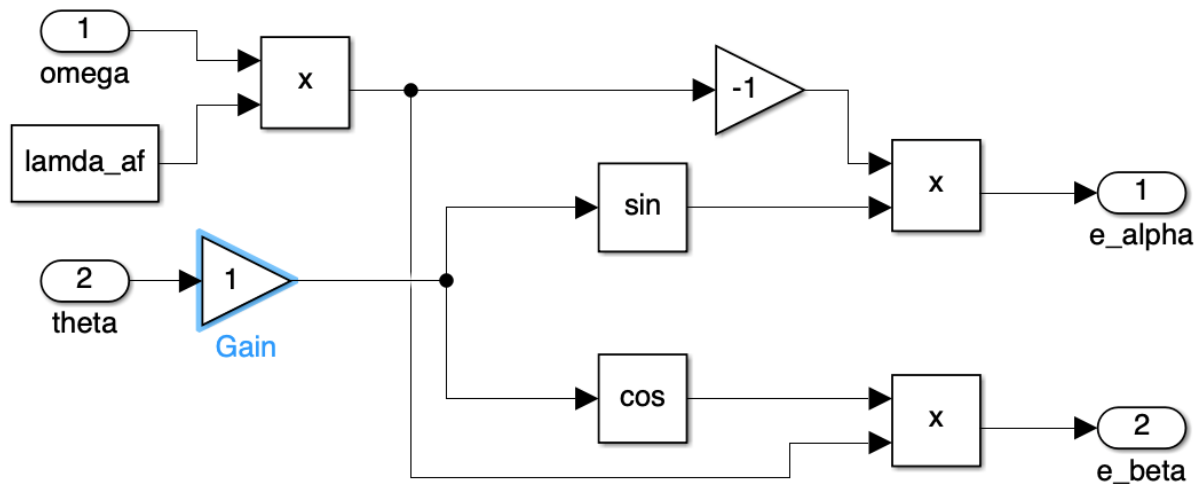 1
omega
x
lamda_af
-1
x
1
e_alpha
sin
2
theta
1
Gain
cos
x
2
e_beta